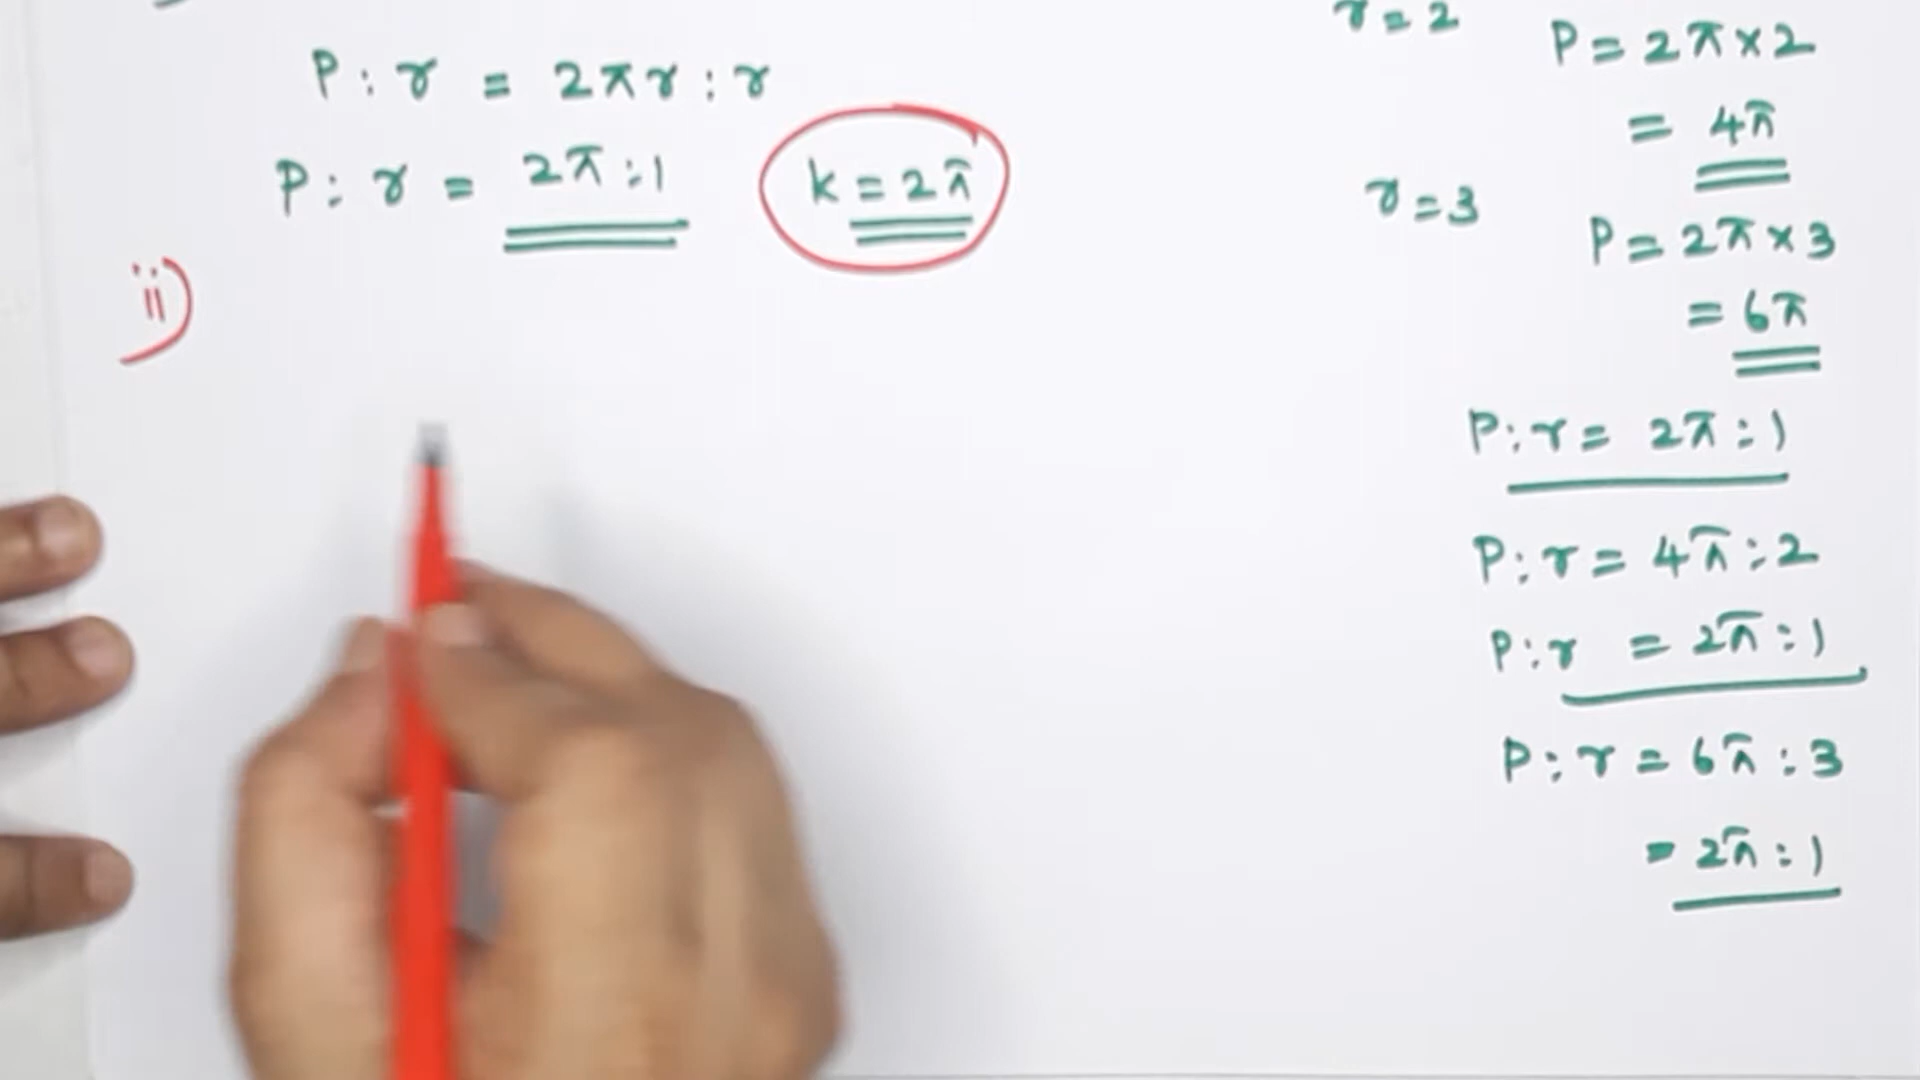 P : r = 2πr : r
P : r = 2π : 1 k = 2π
ii)
r = 2 P = 2π × 2
= 4π
r = 3 P = 2π × 3
= 6π
P : r = 2π : 1
P : r = 4π : 2
P : r = 2π : 1
P : r = 6π : 3
= 2π : 1